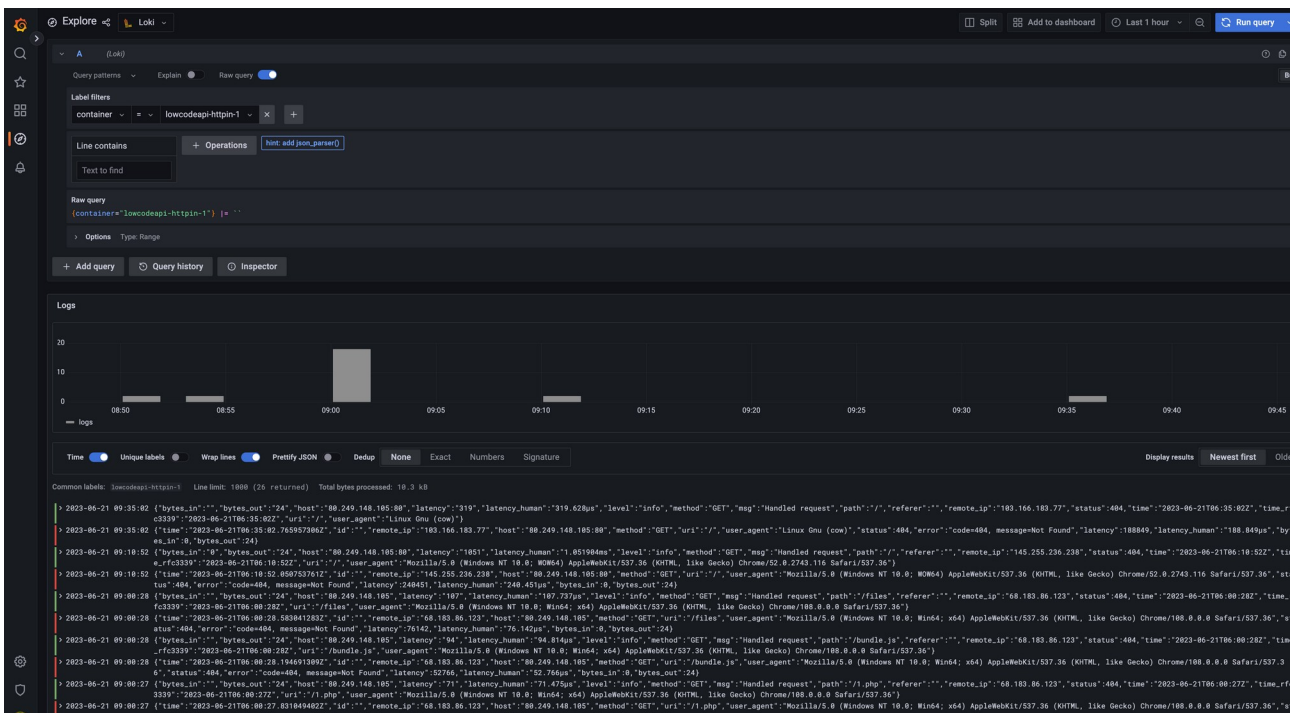 Explore Loki Split Add to dashboard Last 1 hour Run query
A (Loki)
Query patterns Explain Raw query
Label filters
container = lowcodeapi-httpin-1 × +
Line contains + Operations hint: add json_parser()
Text to find
Raw query
{container="lowcodeapi-httpin-1"} |= ``
> Options Type: Range
+ Add query Query history Inspector
Logs
20
10
0
08:50 08:55 09:00 09:05 09:10 09:15 09:20 09:25 09:30 09:35 09:40 09:45
logs
Time Unique labels Wrap lines Prettify JSON Dedup None Exact Numbers Signature Display results Newest first Olde
Common labels: lowcodeapi-httpin-1 Line limit: 1000 (26 returned) Total bytes processed: 10.3 kB
> 2023-06-21 09:35:02 {"bytes_in":"","bytes_out":"24","host":"80.249.148.105:80","latency":"319","latency_human":"319.628µs","level":"info","method":"GET","msg":"Handled request","path":"/","referer":"","remote_ip":"103.166.183.77","status":404,"time":"2023-06-21T06:35:02Z","time_r
c3339":"2023-06-21T06:35:02Z","uri":"/","user_agent":"Linux Gnu (cow)"}
> 2023-06-21 09:35:02 {"time":"2023-06-21T06:35:02.765957306Z","id":"","remote_ip":"103.166.183.77","host":"80.249.148.105:80","method":"GET","uri":"/","user_agent":"Linux Gnu (cow)","status":404,"error":"code=404, message=Not Found","latency":188849,"latency_human":"188.849µs","by
es_in":0,"bytes_out":24}
> 2023-06-21 09:10:52 {"bytes_in":"0","bytes_out":"24","host":"80.249.148.105:80","latency":"1051","latency_human":"1.051904ms","level":"info","method":"GET","msg":"Handled request","path":"/","referer":"","remote_ip":"145.255.236.238","status":404,"time":"2023-06-21T06:10:52Z","ti
e_rfc3339":"2023-06-21T06:10:52Z","uri":"/","user_agent":"Mozilla/5.0 (Windows NT 10.0; WOW64) AppleWebKit/537.36 (KHTML, like Gecko) Chrome/52.0.2743.116 Safari/537.36"}
> 2023-06-21 09:10:52 {"time":"2023-06-21T06:10:52.050753761Z","id":"","remote_ip":"145.255.236.238","host":"80.249.148.105:80","method":"GET","uri":"/","user_agent":"Mozilla/5.0 (Windows NT 10.0; WOW64) AppleWebKit/537.36 (KHTML, like Gecko) Chrome/52.0.2743.116 Safari/537.36","st
tus":404,"error":"code=404, message=Not Found","latency":240451,"latency_human":"240.451µs","bytes_in":0,"bytes_out":24}
> 2023-06-21 09:00:28 {"bytes_in":"","bytes_out":"24","host":"80.249.148.105","latency":"107","latency_human":"107.737µs","level":"info","method":"GET","msg":"Handled request","path":"/files","referer":"","remote_ip":"68.183.86.123","status":404,"time":"2023-06-21T06:00:28Z","time_
fc3339":"2023-06-21T06:00:28Z","uri":"/files","user_agent":"Mozilla/5.0 (Windows NT 10.0; Win64; x64) AppleWebKit/537.36 (KHTML, like Gecko) Chrome/108.0.0.0 Safari/537.36"}
> 2023-06-21 09:00:28 {"time":"2023-06-21T06:00:28.583041283Z","id":"","remote_ip":"68.183.86.123","host":"80.249.148.105","method":"GET","uri":"/files","user_agent":"Mozilla/5.0 (Windows NT 10.0; Win64; x64) AppleWebKit/537.36 (KHTML, like Gecko) Chrome/108.0.0.0 Safari/537.36","s
atus":404,"error":"code=404, message=Not Found","latency":76142,"latency_human":"76.142µs","bytes_in":0,"bytes_out":24}
> 2023-06-21 09:00:28 {"bytes_in":"","bytes_out":"24","host":"80.249.148.105","latency":"94","latency_human":"94.814µs","level":"info","method":"GET","msg":"Handled request","path":"/bundle.js","referer":"","remote_ip":"68.183.86.123","status":404,"time":"2023-06-21T06:00:28Z","tim
_rfc3339":"2023-06-21T06:00:28Z","uri":"/bundle.js","user_agent":"Mozilla/5.0 (Windows NT 10.0; Win64; x64) AppleWebKit/537.36 (KHTML, like Gecko) Chrome/108.0.0.0 Safari/537.36"}
> 2023-06-21 09:00:28 {"time":"2023-06-21T06:00:28.194691309Z","id":"","remote_ip":"68.183.86.123","host":"80.249.148.105","method":"GET","uri":"/bundle.js","user_agent":"Mozilla/5.0 (Windows NT 10.0; Win64; x64) AppleWebKit/537.36 (KHTML, like Gecko) Chrome/108.0.0.0 Safari/537.3
6","status":404,"error":"code=404, message=Not Found","latency":52766,"latency_human":"52.766µs","bytes_in":0,"bytes_out":24}
> 2023-06-21 09:00:27 {"bytes_in":"","bytes_out":"24","host":"80.249.148.105","latency":"71","latency_human":"71.475µs","level":"info","method":"GET","msg":"Handled request","path":"/1.php","referer":"","remote_ip":"68.183.86.123","status":404,"time":"2023-06-21T06:00:27Z","time_rf
3339":"2023-06-21T06:00:27Z","uri":"/1.php","user_agent":"Mozilla/5.0 (Windows NT 10.0; Win64; x64) AppleWebKit/537.36 (KHTML, like Gecko) Chrome/108.0.0.0 Safari/537.36"}
> 2023-06-21 09:00:27 {"time":"2023-06-21T06:00:27.831049402Z","id":"","remote_ip":"68.183.86.123","host":"80.249.148.105","method":"GET","uri":"/1.php","user_agent":"Mozilla/5.0 (Windows NT 10.0; Win64; x64) AppleWebKit/537.36 (KHTML, like Gecko) Chrome/108.0.0.0 Safari/537.36","s